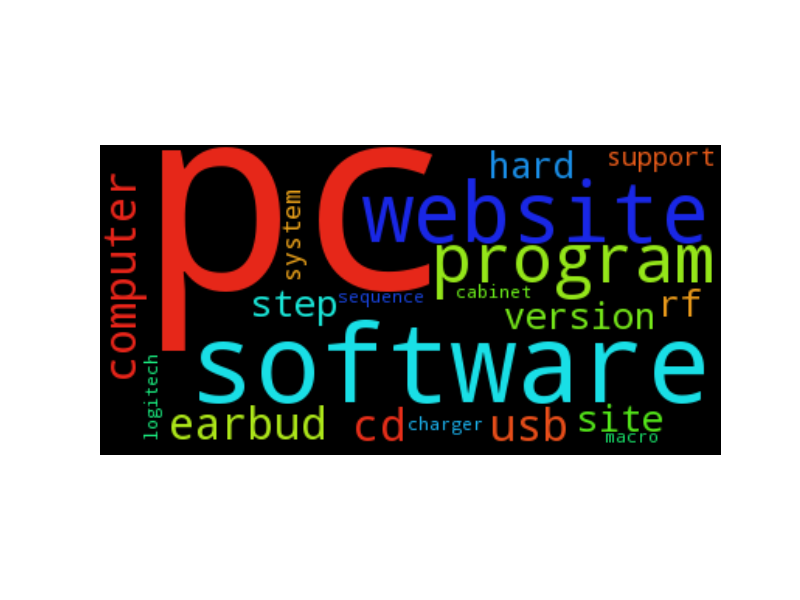 pc
hard
support
computer
system
website
program
step
sequence
cabinet
version
rf
software
logitech
earbud
cd
charger
usb
site
macro